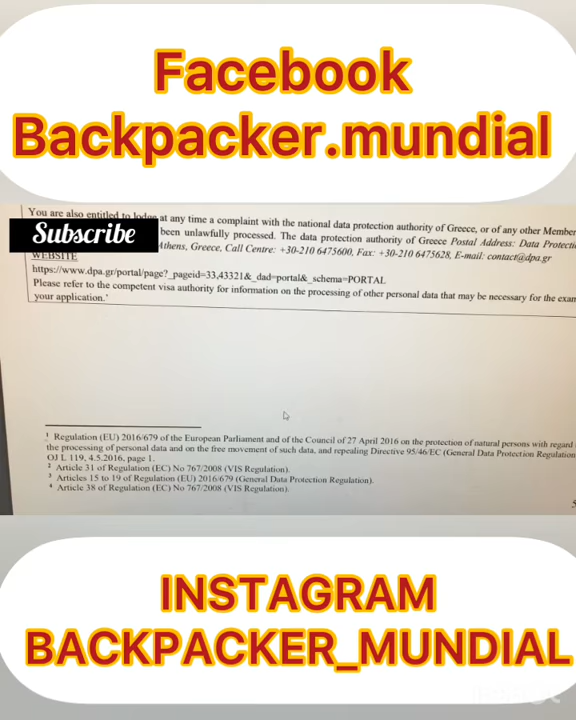 Facebook
Backpacker.mundial
You are also entitled to lodge at any time a complaint with the national data protection authority of Greece, or of any other Member
Subscribe
been unlawfully processed. The data protection authority of Greece Postal Address: Data Protectio
Athens, Greece, Call Centre: +30-210 6475600, Fax: +30-210 6475628, E-mail: contact@dpa.gr
WEBSITE
https://www.dpa.gr/portal/page?_pageid=33,43321&_dad=portal&_schema=PORTAL
Please refer to the competent visa authority for information on the processing of other personal data that may be necessary for the exam
your application.
1 Regulation (EU) 2016/679 of the European Parliament and of the Council of 27 April 2016 on the protection of natural persons with regard
the processing of personal data and on the free movement of such data, and repealing Directive 95/46/EC (General Data Protection Regulation
OJ L 119, 4.5.2016, page 1.
2 Article 31 of Regulation (EC) No 767/2008 (VIS Regulation).
3 Articles 15 to 19 of Regulation (EU) 2016/679 (General Data Protection Regulation).
4 Article 38 of Regulation (EC) No 767/2008 (VIS Regulation).
5
INSTAGRAM
BACKPACKER_MUNDIAL